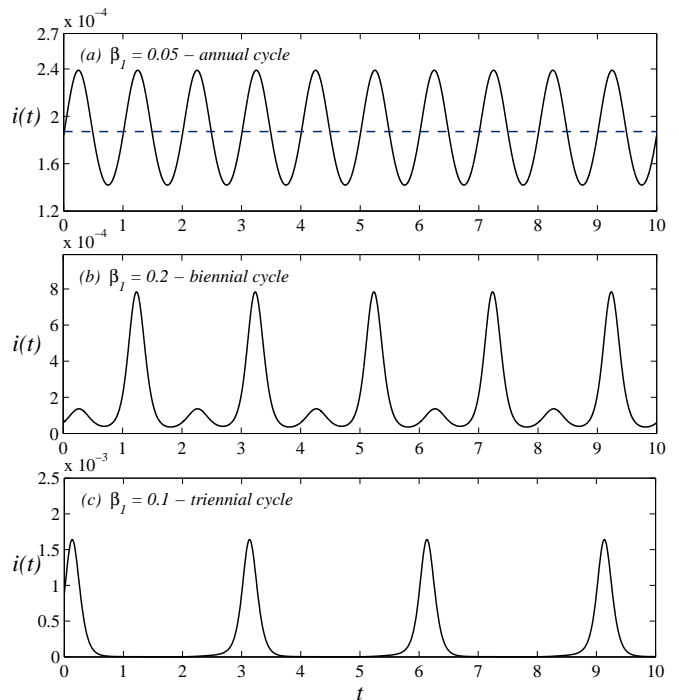 x 10⁻⁴
2.7
(a) β₁ = 0.05 – annual cycle
2.4
i(t)
2
1.6
1.2
0 1 2 3 4 5 6 7 8 9 10
x 10⁻⁴
(b) β₁ = 0.2 – biennial cycle
8
6
i(t)
4
2
0
0 1 2 3 4 5 6 7 8 9 10
x 10⁻³
2.5
(c) β₁ = 0.1 – triennial cycle
2
1.5
i(t)
1
0.5
0
0 1 2 3 4 5 6 7 8 9 10
t